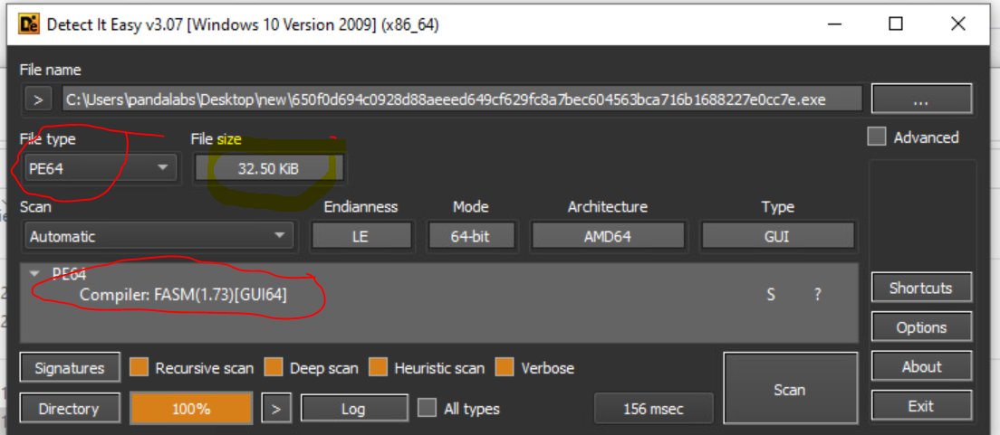 Detect It Easy v3.07 [Windows 10 Version 2009] (x86_64)
File name
> C:\Users\pandalabs\Desktop\new\650f0d694c0928d88aeeed649cf629fc8a7bec604563bca716b1688227e0cc7e.exe ...
File type File size Advanced
PE64 32.50 KiB
Scan Endianness Mode Architecture Type
Automatic LE 64-bit AMD64 GUI
PE64
Compiler: FASM(1.73)[GUI64] S ?
Shortcuts
Options
Signatures Recursive scan Deep scan Heuristic scan Verbose About
Scan
Directory 100% > Log All types 156 msec Exit